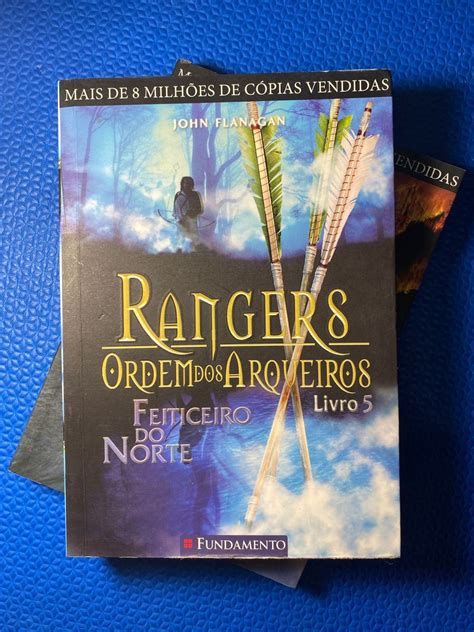 MAIS DE 8 MILHÕES DE CÓPIAS VENDIDAS
JOHN FLANAGAN
VENDIDAS
RANGERS
ORDEM DOS ARQUEIROS
Livro 5
FEITICEIRO
DO
NORTE
FUNDAMENTO